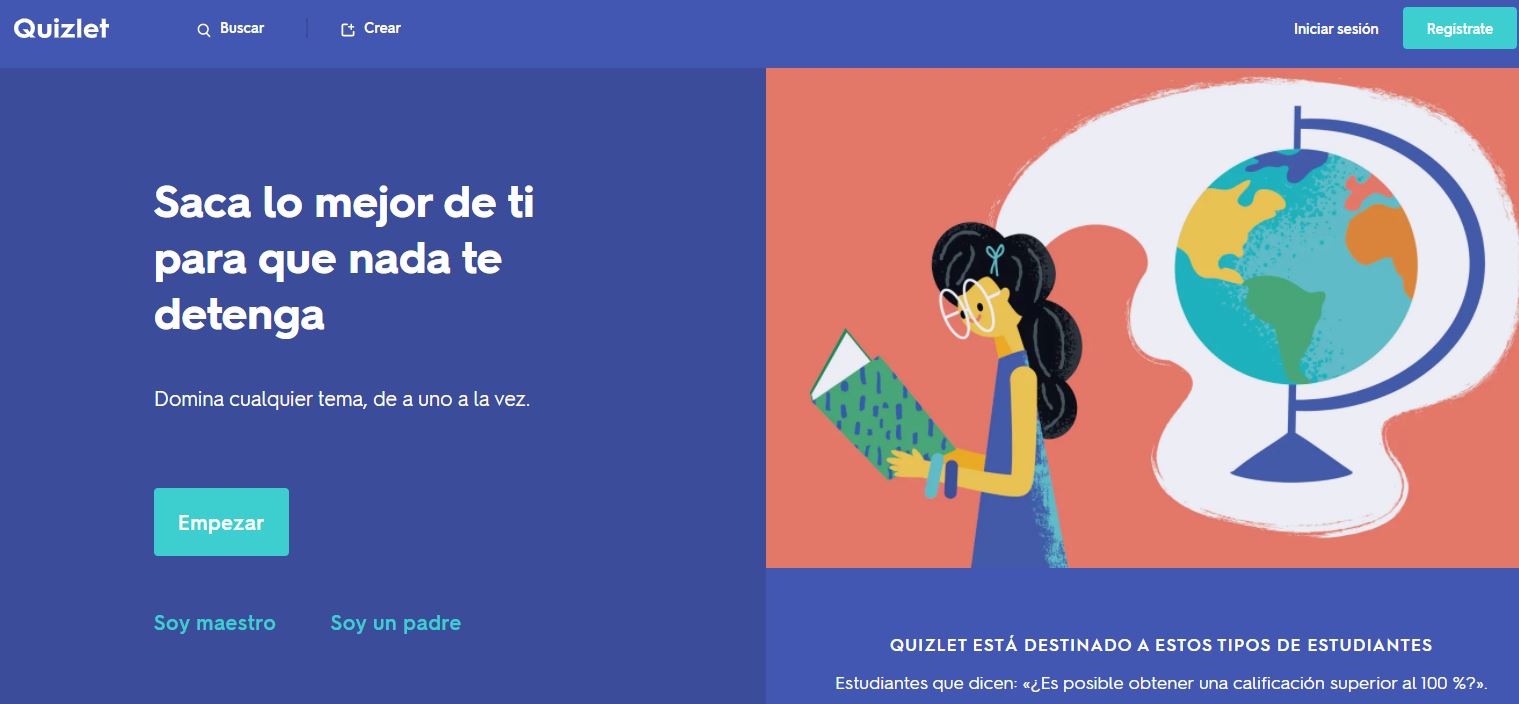 Quizlet
Buscar
Crear
Iniciar sesión
Regístrate
Saca lo mejor de ti
para que nada te
detenga
Domina cualquier tema, de a uno a la vez.
Empezar
Soy maestro
Soy un padre
QUIZLET ESTÁ DESTINADO A ESTOS TIPOS DE ESTUDIANTES
Estudiantes que dicen: «¿Es posible obtener una calificación superior al 100 %?».